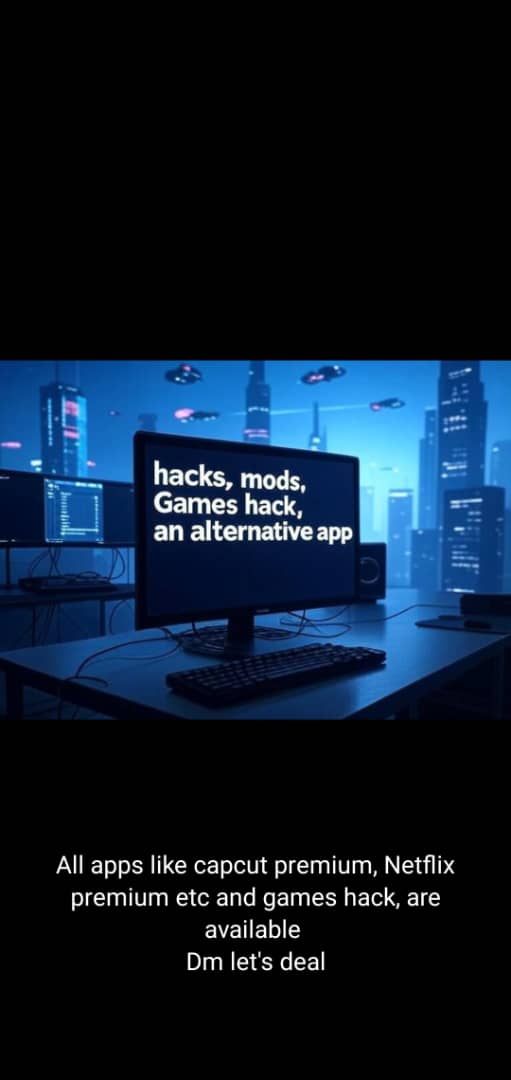 hacks, mods,
Games hack,
an alternative app
All apps like capcut premium, Netflix
premium etc and games hack, are
available
Dm let's deal